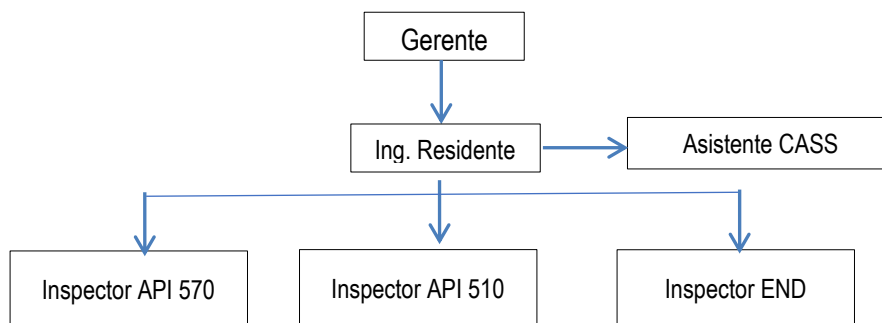 Gerente
Ing. Residente
Asistente CASS
Inspector API 570
Inspector API 510
Inspector END